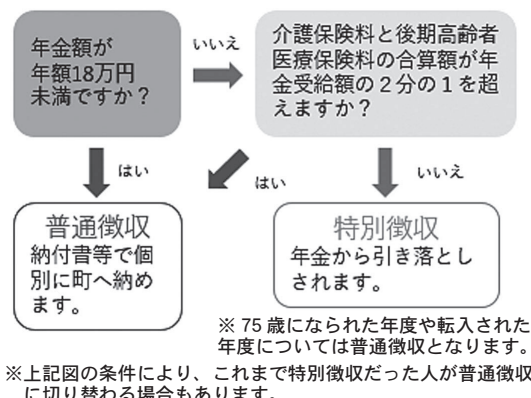 年金額が
年額18万円
未満ですか？
いいえ
介護保険料と後期高齢者
医療保険料の合算額が年
金受給額の２分の１を超
えますか？
はい
はい
いいえ
普通徴収
納付書等で個
別に町へ納め
ます。
特別徴収
年金から引き落とし
されます。
※ 75 歳になられた年度や転入された
年度については普通徴収となります。
※上記図の条件により、これまで特別徴収だった人が普通徴収
に切り替わる場合もあります。